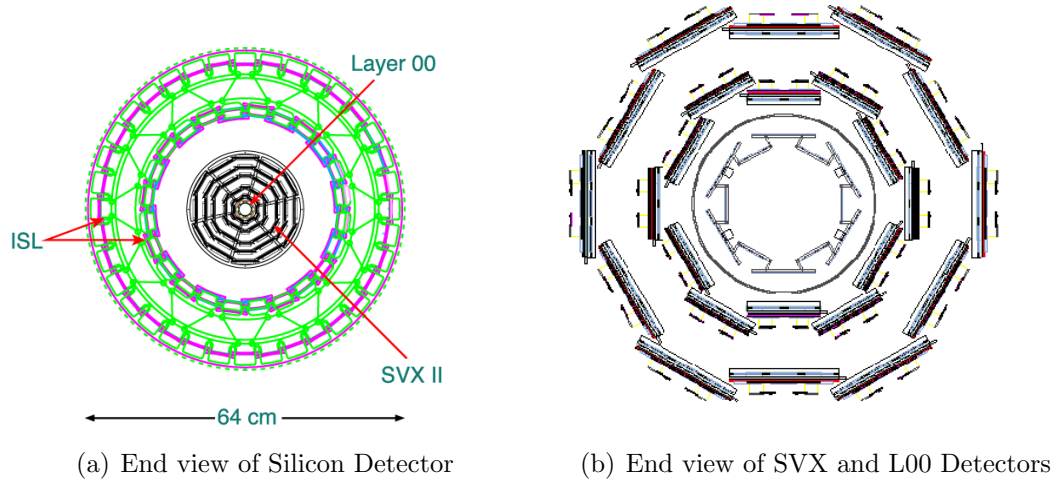 Layer 00
ISL
SVX II
64 cm
(a) End view of Silicon Detector
(b) End view of SVX and L00 Detectors